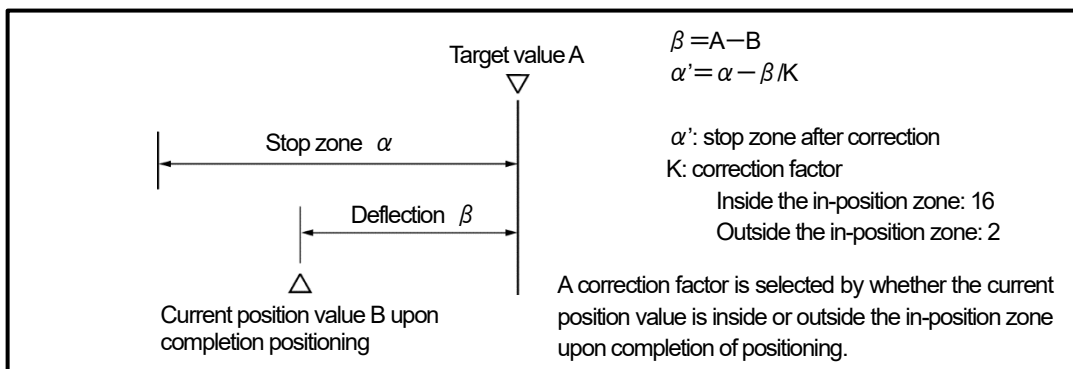 β＝A－B
Target value A
α’＝α－β/K
Stop zone α
α’: stop zone after correction
K: correction factor
Inside the in-position zone: 16
Deflection β
Outside the in-position zone: 2
A correction factor is selected by whether the current
position value is inside or outside the in-position zone
upon completion of positioning.
Current position value B upon
completion positioning